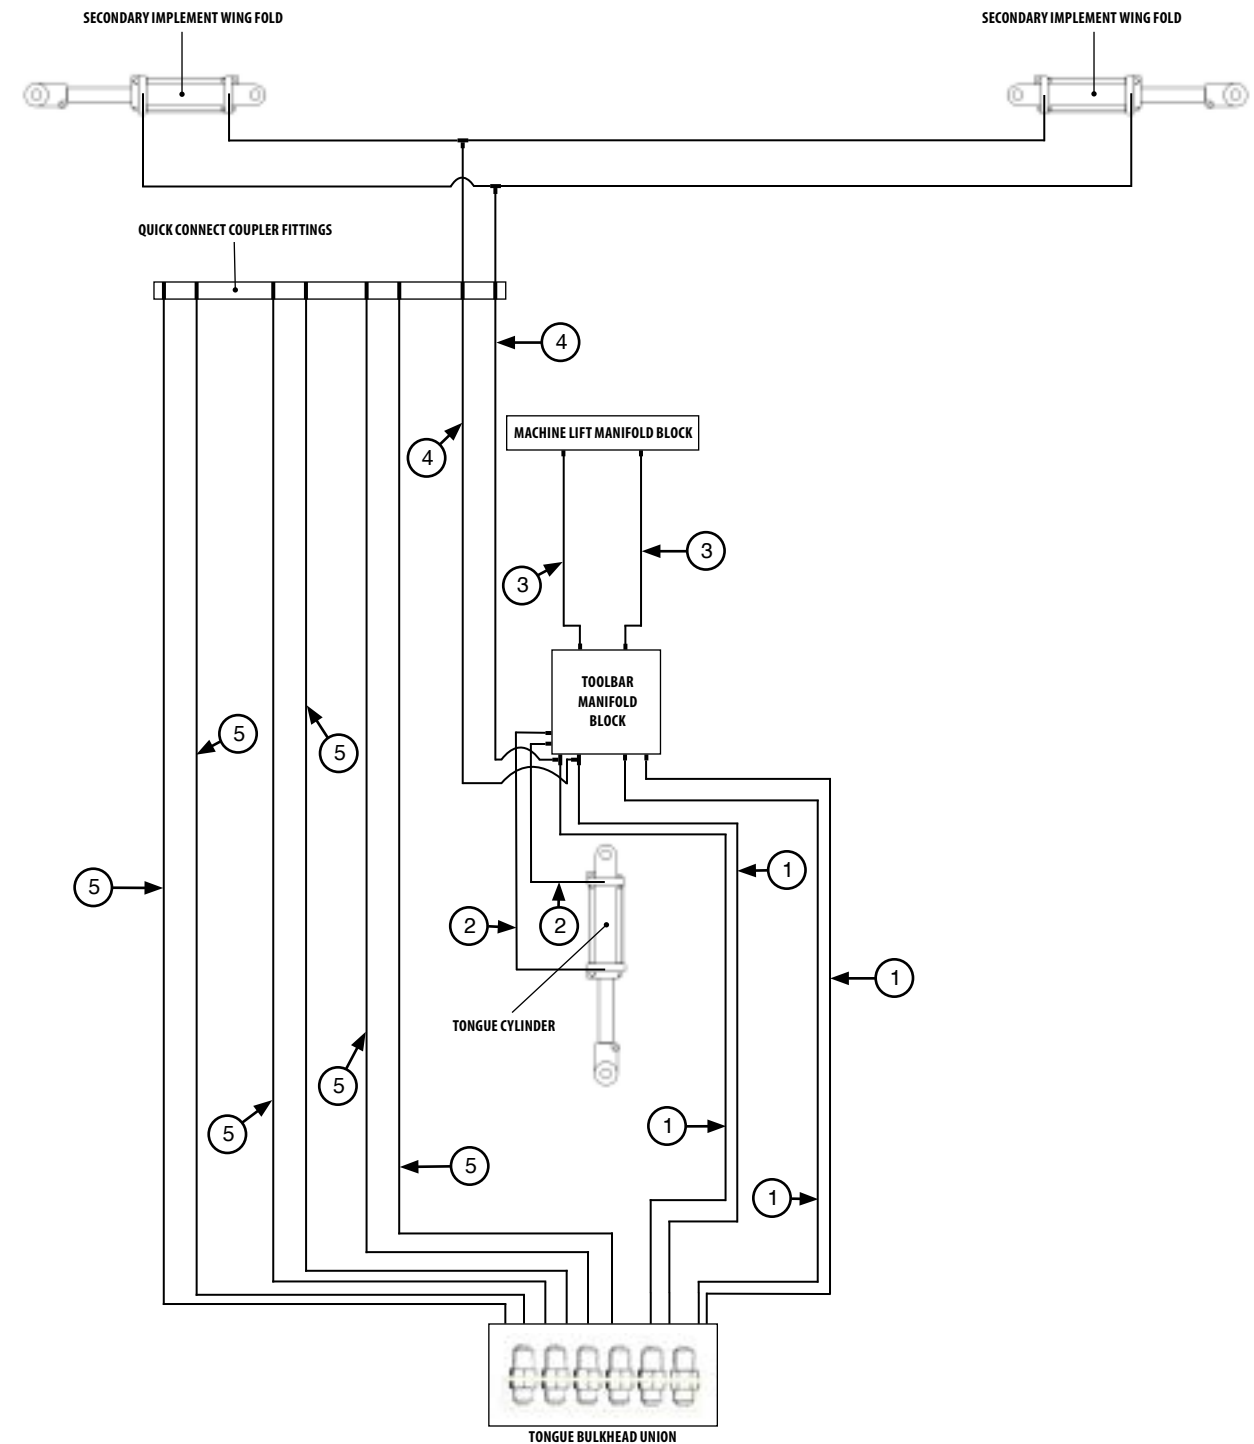 SECONDARY IMPLEMENT WING FOLD
SECONDARY IMPLEMENT WING FOLD
QUICK CONNECT COUPLER FITTINGS
4
MACHINE LIFT MANIFOLD BLOCK
4
3
3
TOOLBAR
MANIFOLD
BLOCK
5
5
1
5
2
2
1
TONGUE CYLINDER
5
1
5
5
1
TONGUE BULKHEAD UNION